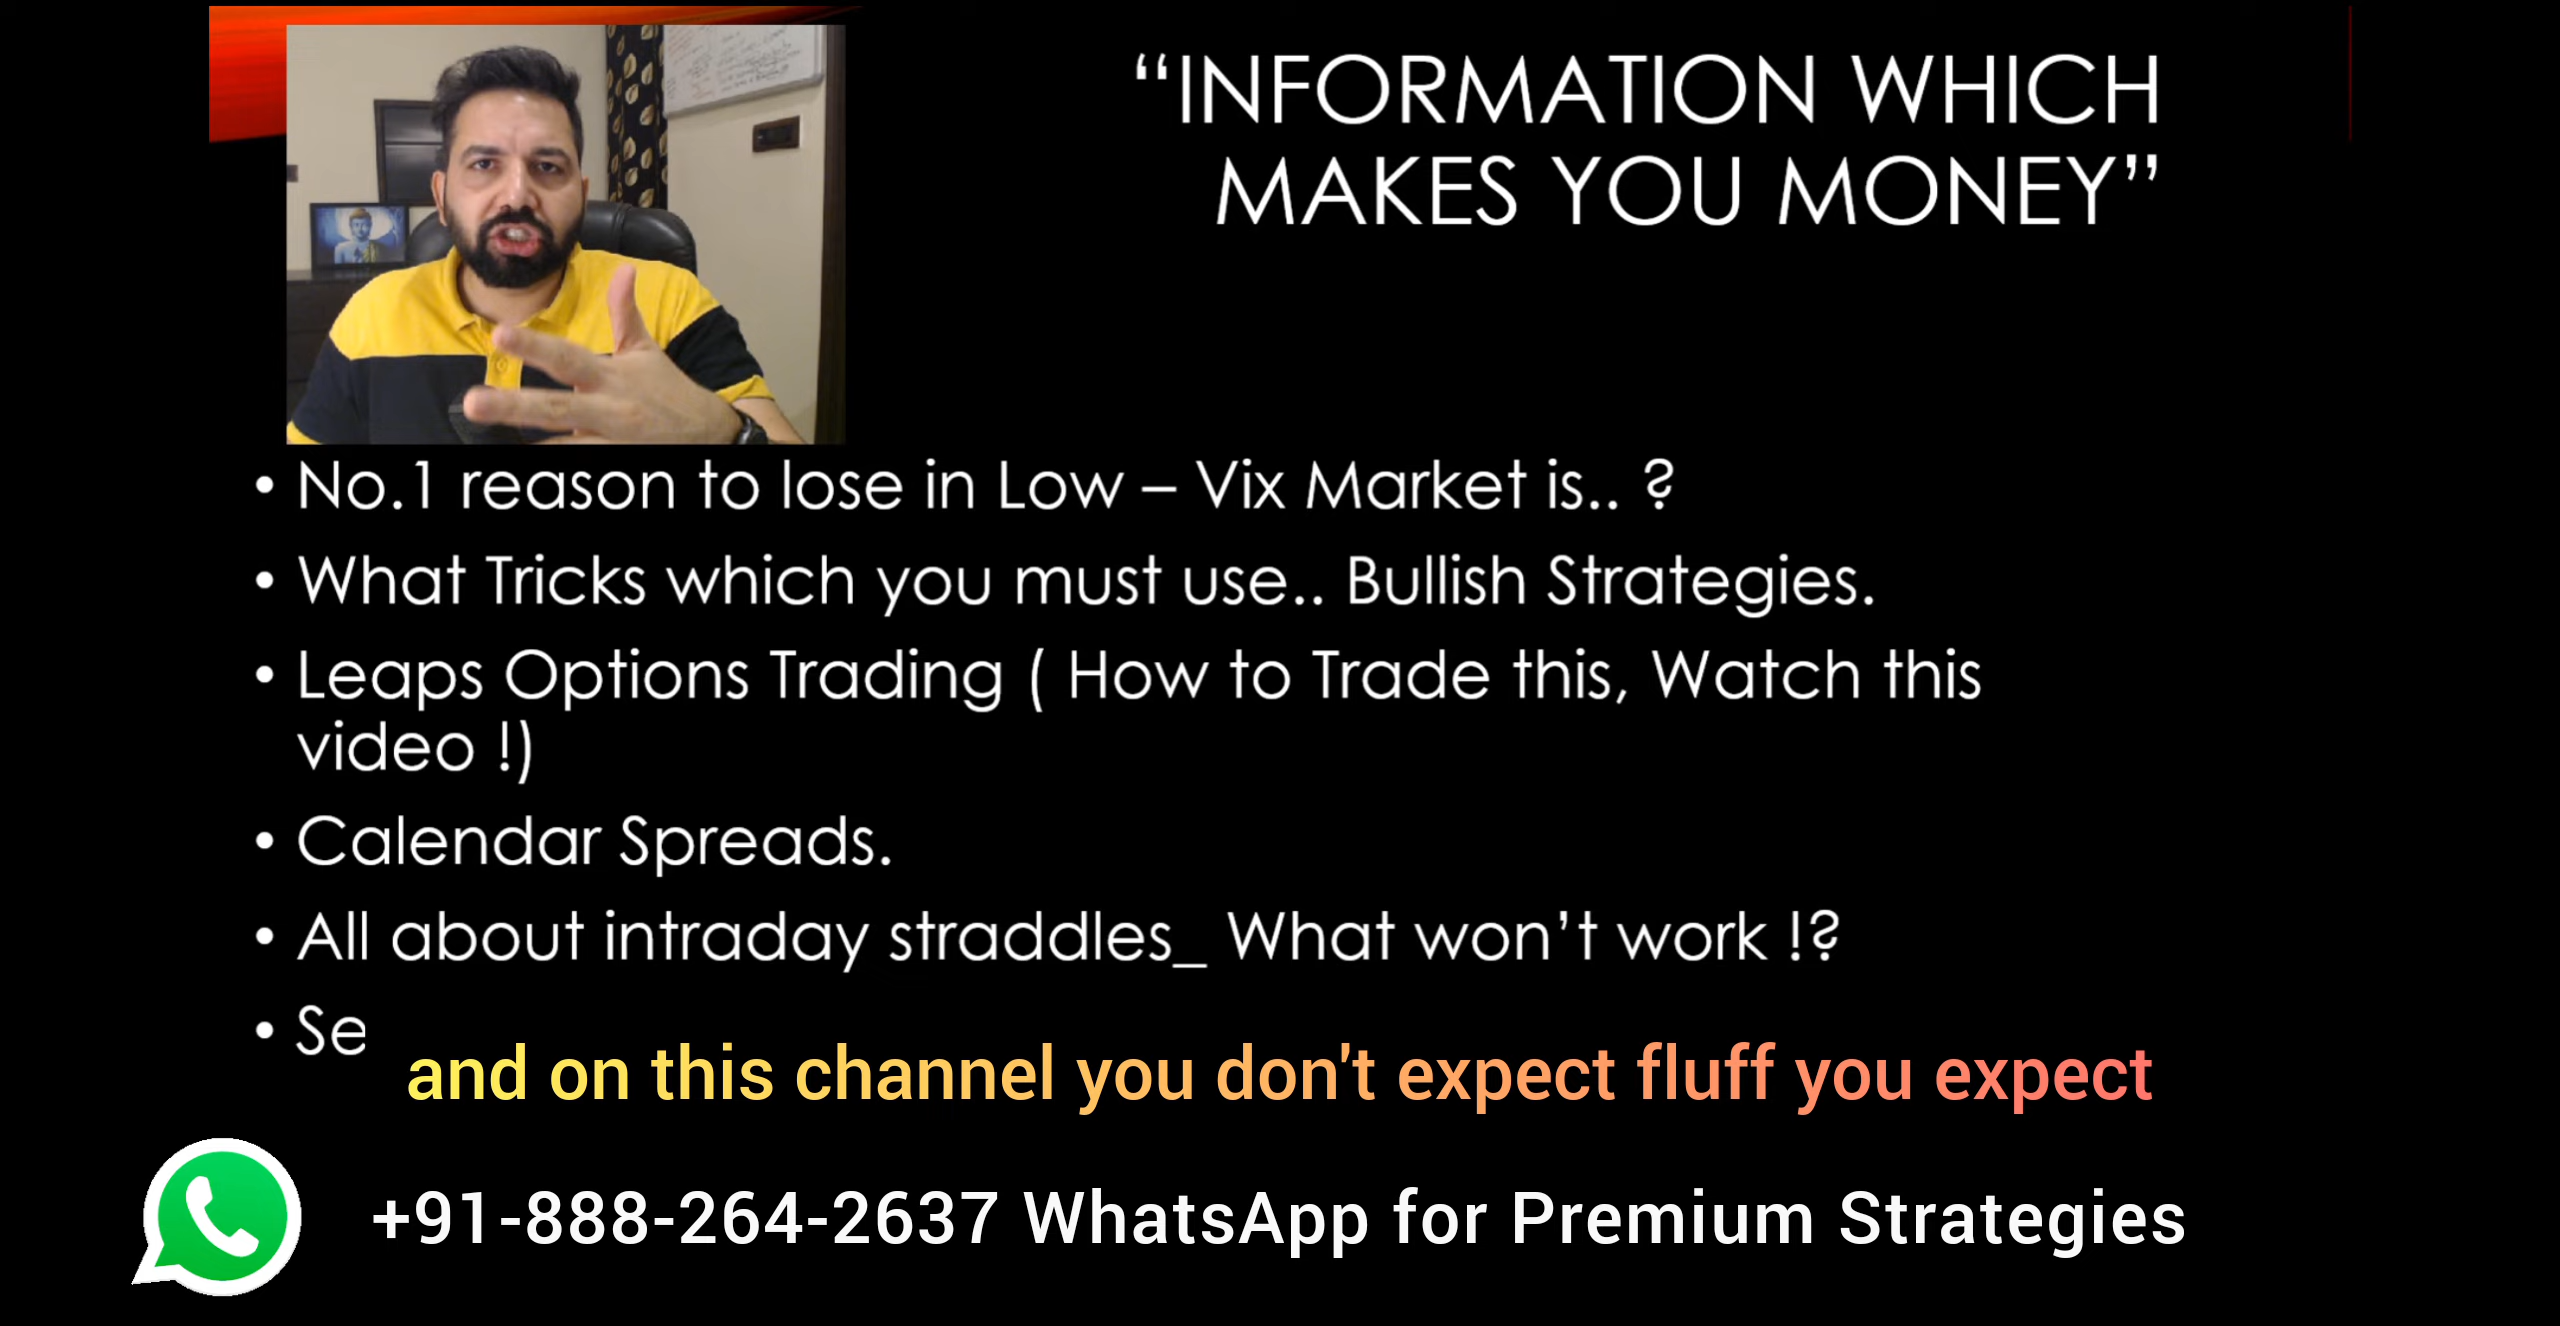 “INFORMATION WHICH
MAKES YOU MONEY”
• No.1 reason to lose in Low – Vix Market is.. ?
• What Tricks which you must use.. Bullish Strategies.
• Leaps Options Trading ( How to Trade this, Watch this
video !)
• Calendar Spreads.
• All about intraday straddles_ What won’t work !?
• Se
and on this channel you don't expect fluff you expect
+91-888-264-2637 WhatsApp for Premium Strategies